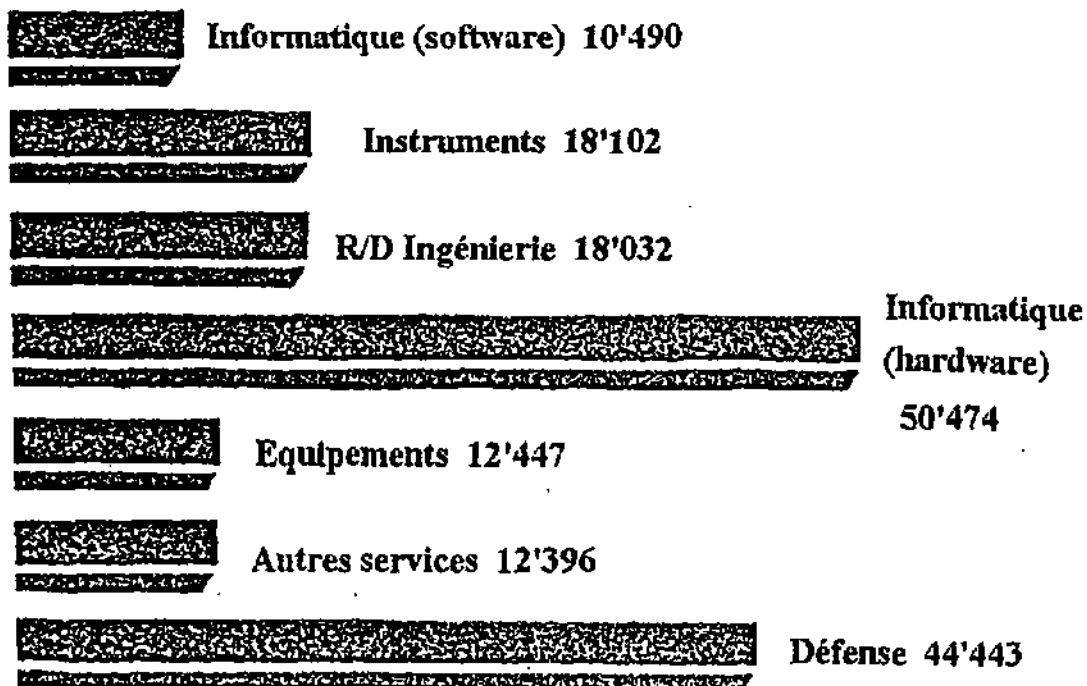 Informatique (software) 10'490
Instruments 18'102
R/D Ingénierie 18'032
Informatique
(hardware)
50'474
Equipements 12'447
Autres services 12'396
Défense 44'443